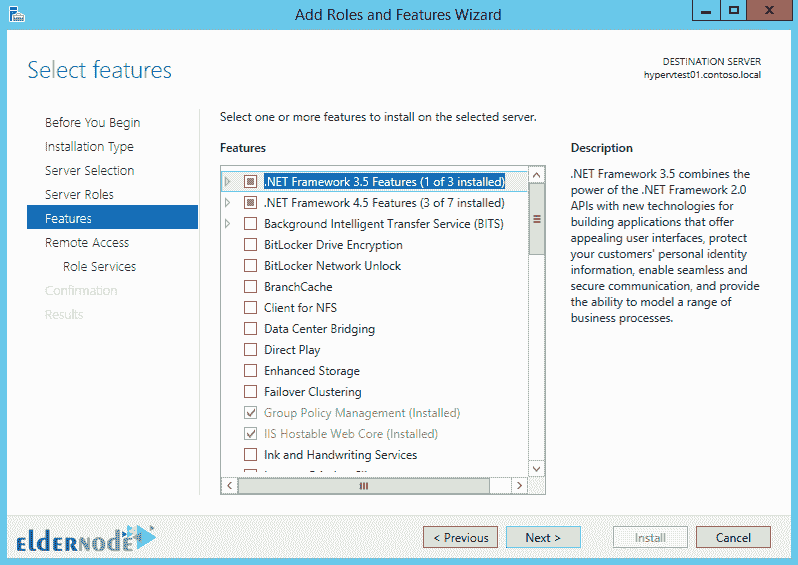 Add Roles and Features Wizard
Select features
DESTINATION SERVER
hypervtest01.contoso.local
Before You Begin
Installation Type
Server Selection
Server Roles
Features
Remote Access
Role Services
Confirmation
Results
Select one or more features to install on the selected server.
Features
.NET Framework 3.5 Features (1 of 3 installed)
.NET Framework 4.5 Features (3 of 7 installed)
Background Intelligent Transfer Service (BITS)
BitLocker Drive Encryption
BitLocker Network Unlock
BranchCache
Client for NFS
Data Center Bridging
Direct Play
Enhanced Storage
Failover Clustering
Group Policy Management (Installed)
IIS Hostable Web Core (Installed)
Ink and Handwriting Services
Description
.NET Framework 3.5 combines the
power of the .NET Framework 2.0
APIs with new technologies for
building applications that offer
appealing user interfaces, protect
your customers' personal identity
information, enable seamless and
secure communication, and provide
the ability to model a range of
business processes.
elderNode
< Previous
Next >
Install
Cancel